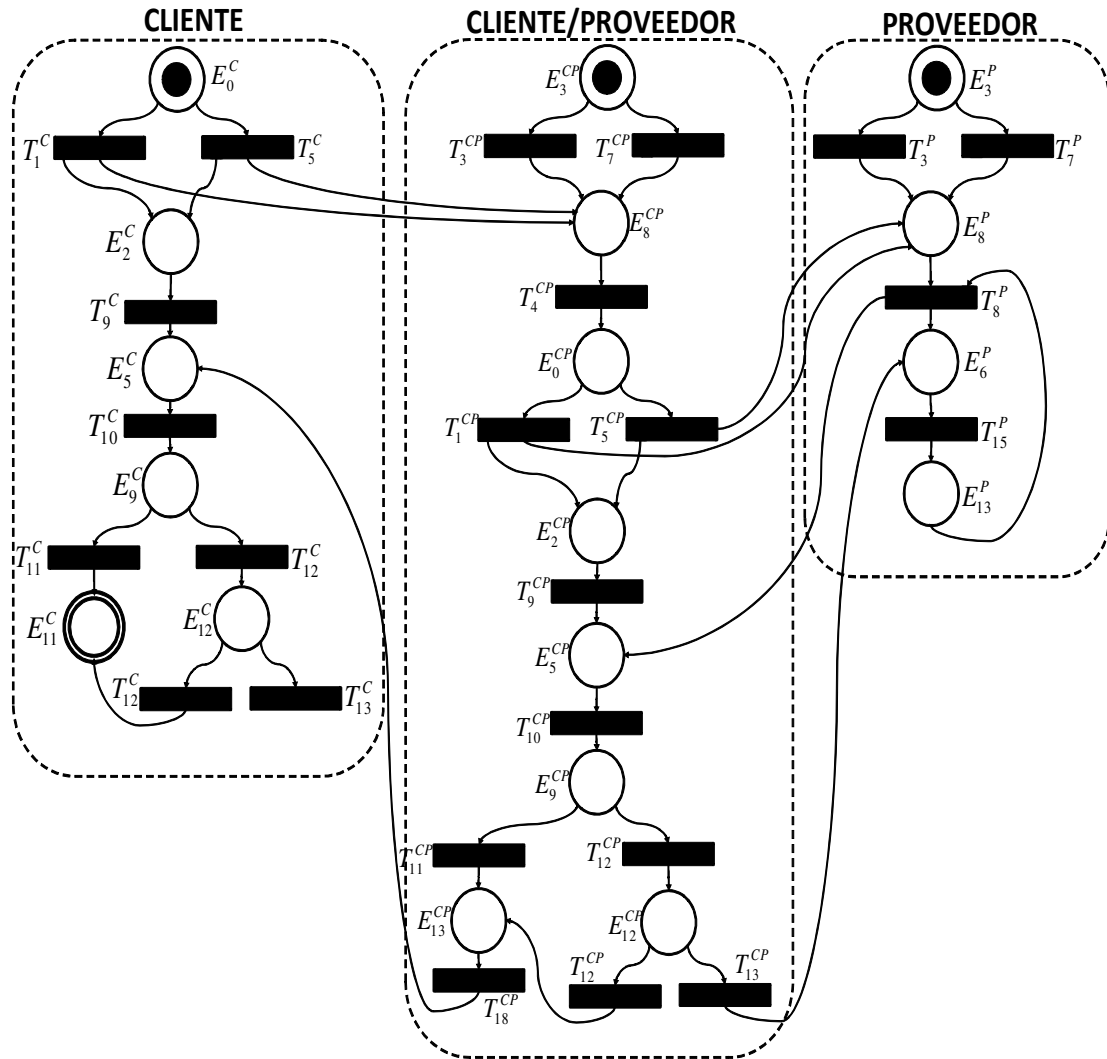 CLIENTE
E_0^C
T_1^C
T_5^C
E_2^C
T_9^C
E_5^C
T_10^C
E_9^C
T_11^C
T_12^C
E_11^C
E_12^C
T_12^C
T_13^C
CLIENTE/PROVEEDOR
E_3^CP
T_3^CP
T_7^CP
E_8^CP
T_4^CP
E_0^CP
T_1^CP
T_5^CP
E_2^CP
T_9^CP
E_5^CP
T_10^CP
E_9^CP
T_11^CP
T_12^CP
E_13^CP
E_12^CP
T_12^CP
T_13^CP
T_18^CP
PROVEEDOR
E_3^P
T_3^P
T_7^P
E_8^P
T_8^P
E_6^P
T_15^P
E_13^P